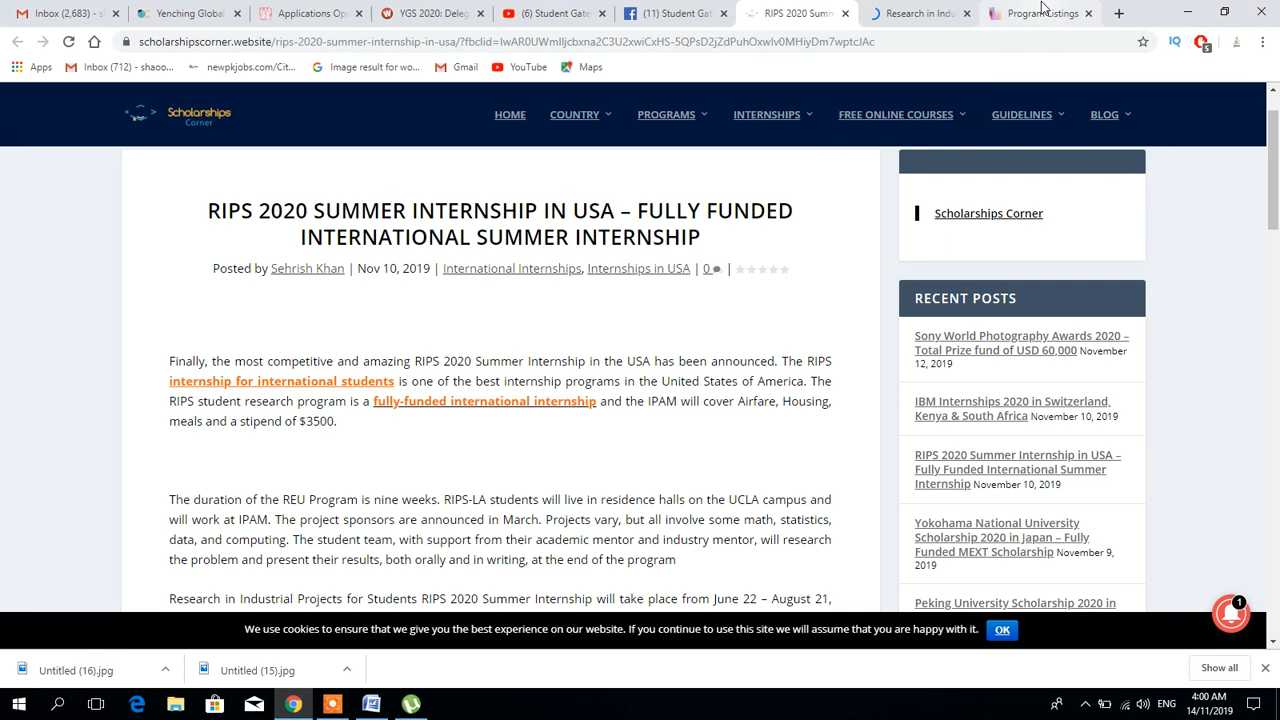 Inbox (2,683) - s
Yenching Global
Applications Op
YGS 2020: Deleg
(6) Student Gate
(11) Student Ga
RIPS 2020 Summ
Research in Indu
Program Listings
scholarshipscorner.website/rips-2020-summer-internship-in-usa/?fbclid=IwAR0UWmIljcbxna2C3U2xwiCxHS-5QPsD2jZdPuhOxwlv0MHiyDm7wptcJAc
5
Apps
Inbox (712) - shaoo...
newpkjobs.com/Cit...
Image result for wo...
Gmail
YouTube
Maps
Scholarships
Corner
HOME
COUNTRY
PROGRAMS
INTERNSHIPS
FREE ONLINE COURSES
GUIDELINES
BLOG
RIPS 2020 SUMMER INTERNSHIP IN USA – FULLY FUNDED
INTERNATIONAL SUMMER INTERNSHIP
Posted by Sehrish Khan | Nov 10, 2019 | International Internships, Internships in USA | 0 |
Finally, the most competitive and amazing RIPS 2020 Summer Internship in the USA has been announced. The RIPS
internship for international students is one of the best internship programs in the United States of America. The
RIPS student research program is a fully-funded international internship and the IPAM will cover Airfare, Housing,
meals and a stipend of $3500.
The duration of the REU Program is nine weeks. RIPS-LA students will live in residence halls on the UCLA campus and
will work at IPAM. The project sponsors are announced in March. Projects vary, but all involve some math, statistics,
data, and computing. The student team, with support from their academic mentor and industry mentor, will research
the problem and present their results, both orally and in writing, at the end of the program
Research in Industrial Projects for Students RIPS 2020 Summer Internship will take place from June 22 – August 21,
Scholarships Corner
RECENT POSTS
Sony World Photography Awards 2020 –
Total Prize fund of USD 60,000 November
12, 2019
IBM Internships 2020 in Switzerland,
Kenya & South Africa November 10, 2019
RIPS 2020 Summer Internship in USA –
Fully Funded International Summer
Internship November 10, 2019
Yokohama National University
Scholarship 2020 in Japan – Fully
Funded MEXT Scholarship November 9,
2019
Peking University Scholarship 2020 in
1
We use cookies to ensure that we give you the best experience on our website. If you continue to use this site we will assume that you are happy with it.
OK
Untitled (16).jpg
Untitled (15).jpg
Show all
ENG
4:00 AM
14/11/2019